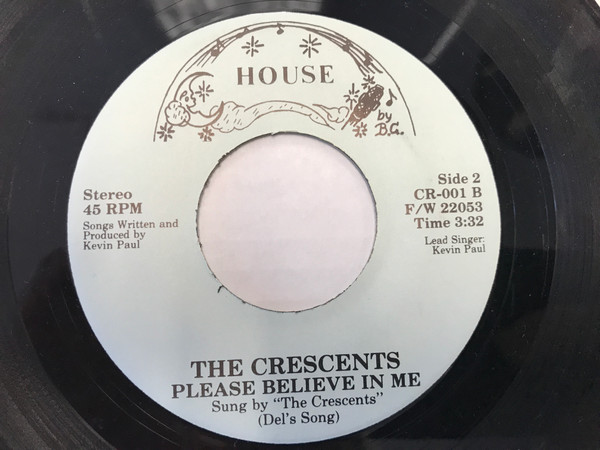 HOUSE
by
B.G.
Stereo
45 RPM
Songs Written and
Produced by
Kevin Paul
Side 2
CR-001 B
F/W 22053
Time 3:32
Lead Singer:
Kevin Paul
THE CRESCENTS
PLEASE BELIEVE IN ME
Sung by "The Crescents"
(Del's Song)